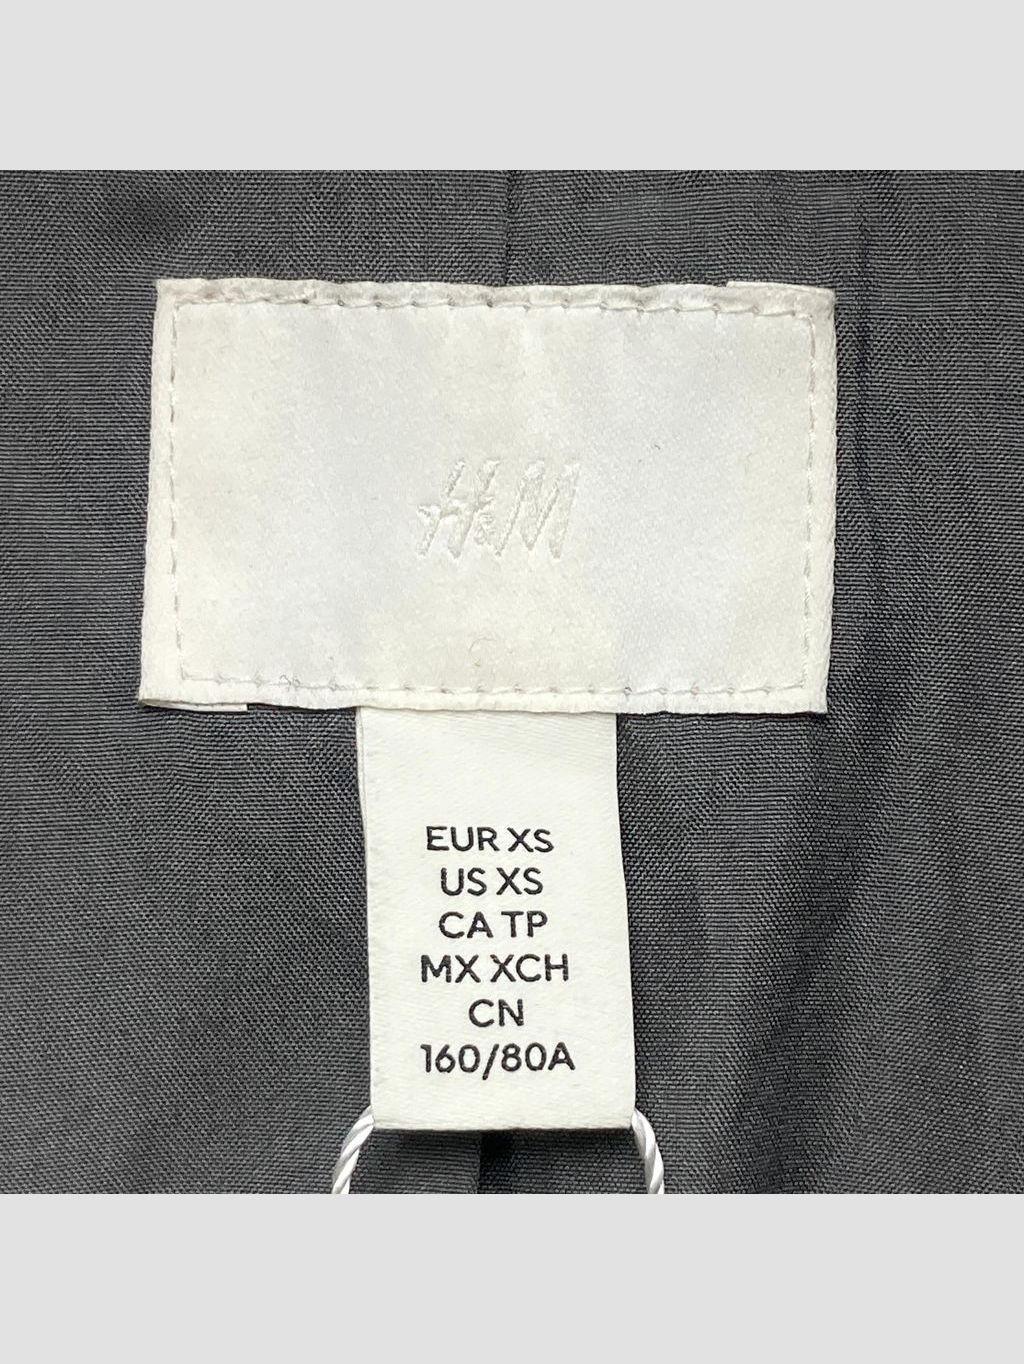 H&M
EUR XS
US XS
CA TP
MX XCH
CN
160/80A